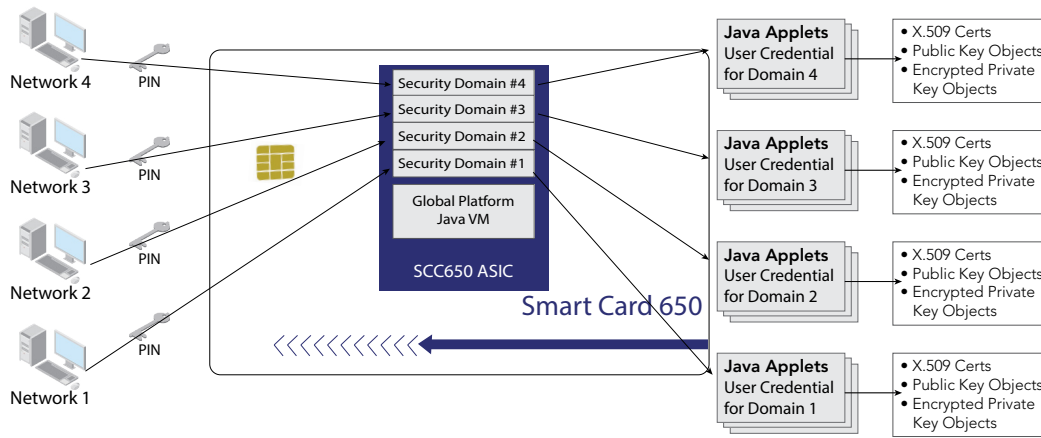 Network 4
PIN
Network 3
PIN
Network 2
PIN
Network 1
PIN
Security Domain #4
Security Domain #3
Security Domain #2
Security Domain #1
Global Platform
Java VM
SCC650 ASIC
Smart Card 650
Java Applets
User Credential
for Domain 4
• X.509 Certs
• Public Key Objects
• Encrypted Private
Key Objects
Java Applets
User Credential
for Domain 3
• X.509 Certs
• Public Key Objects
• Encrypted Private
Key Objects
Java Applets
User Credential
for Domain 2
• X.509 Certs
• Public Key Objects
• Encrypted Private
Key Objects
Java Applets
User Credential
for Domain 1
• X.509 Certs
• Public Key Objects
• Encrypted Private
Key Objects